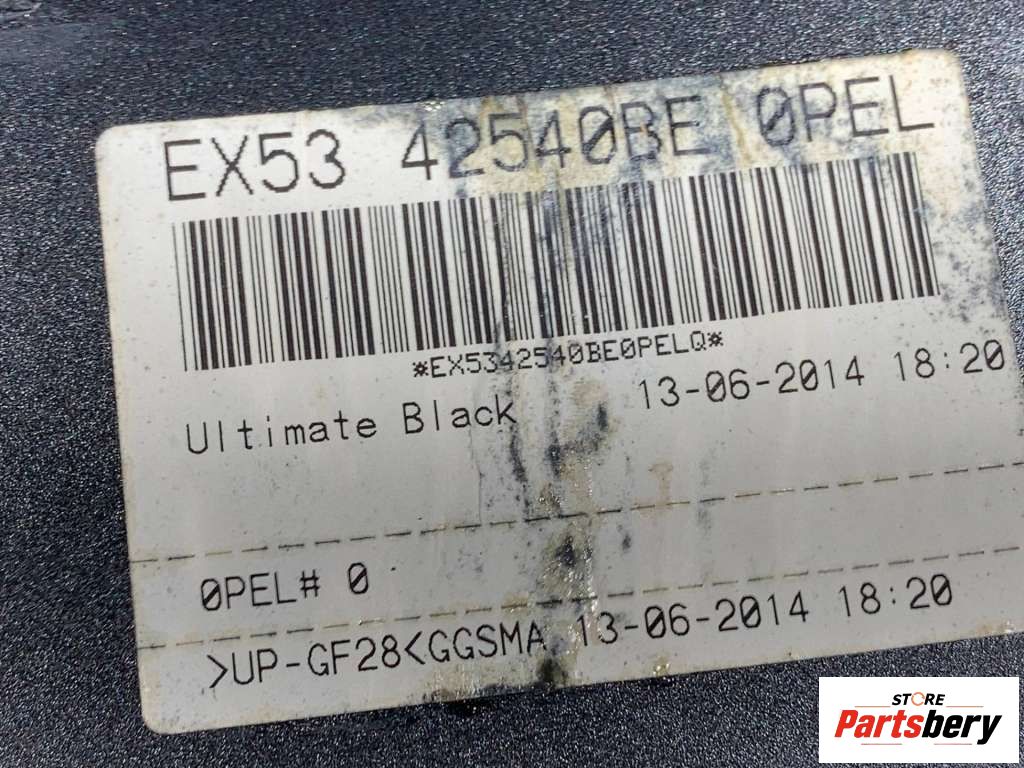 EX53 42540BE 0PEL
*EX5342540BE0PELQ*
Ultimate Black 13-06-2014 18:20
0PEL# 0
>UP-GF28<GGSMA 13-06-2014 18:20
STORE
Partsbery